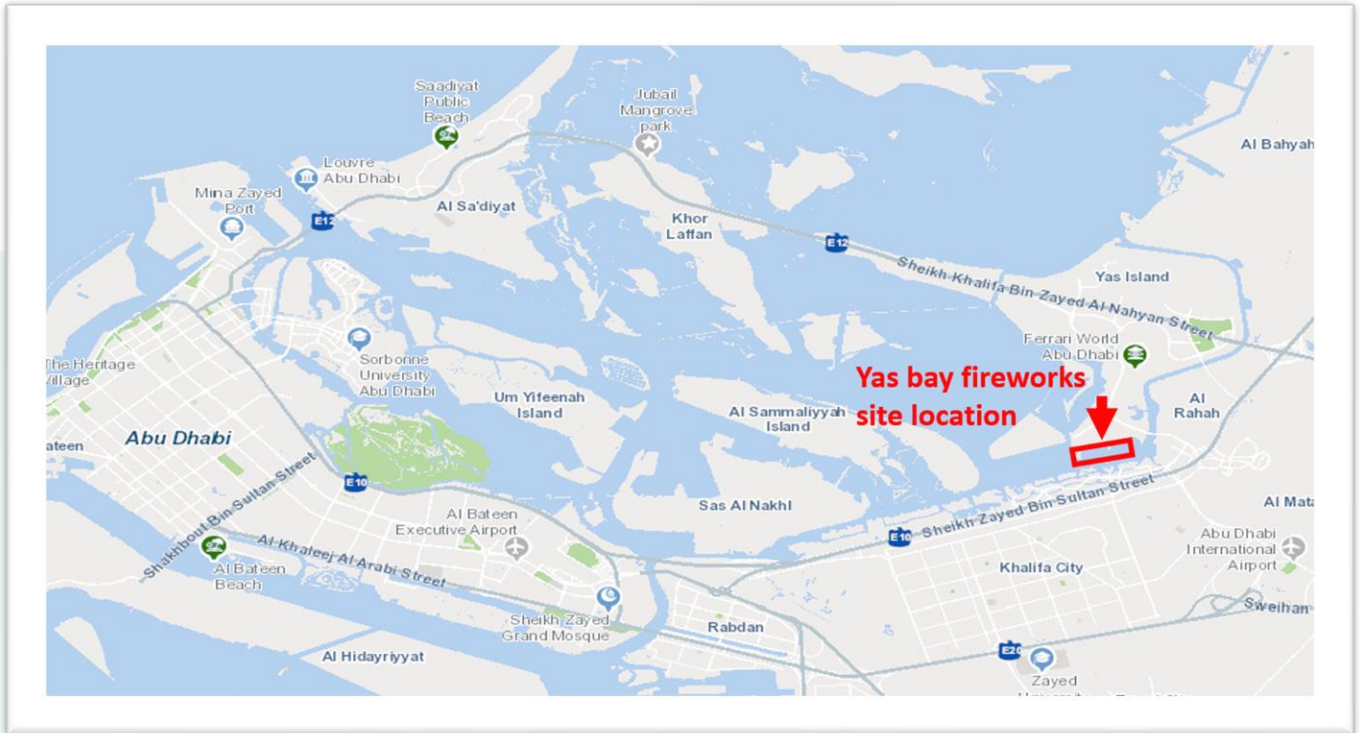 Saadiyat
Public
Beach
Jubail
Mangrove
park
Al Bahyah
Louvre
Abu Dhabi
Mina Zayed
Port
E12
Al Sa'diyat
Khor
Laffan
E12
Sheikh Khalifa Bin Zayed Al Nahyan Street
Yas Island
Ferrari World
Abu Dhabi
The Heritage
Village
Sorbonne
University
Abu Dhabi
Um Yifeenah
Island
Yas bay fireworks
site location
Al Sammaliyyah
Island
Al
Rahah
Abu Dhabi
ateen
E10
Shakhbout Bin Sultan Street
Al Bateen
Executive Airport
Sas Al Nakhl
E10
Sheikh Zayed Bin Sultan Street
Al Mata
Abu Dhabi
International
Airport
Al Bateen
Beach
Al Khaleej Al Arabi Street
Khalifa City
Sweihan
Sheikh Zayed
Grand Mosque
Rabdan
Al Hidayriyyat
E20
Zayed